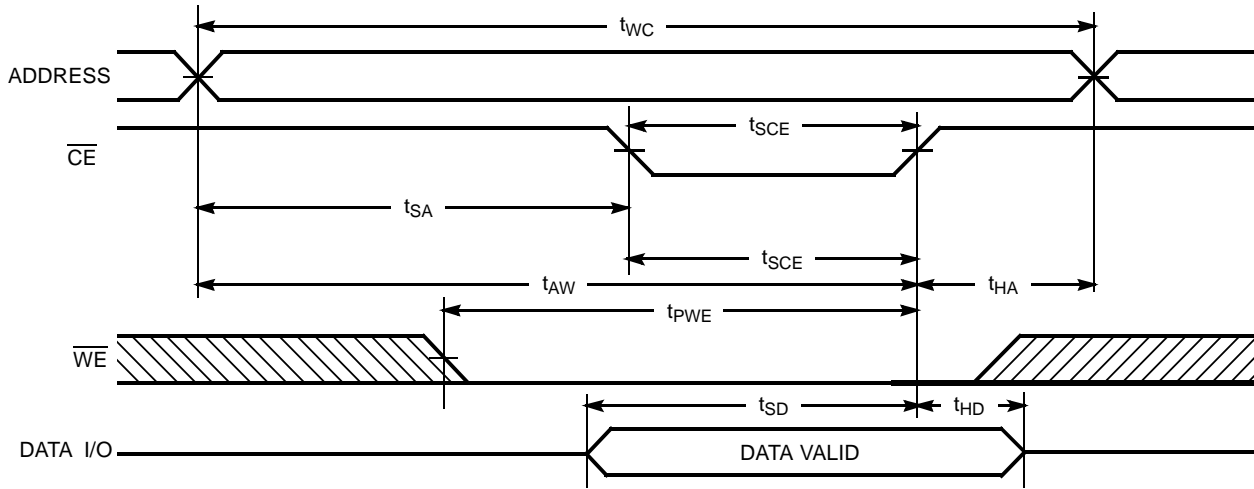 tWC
ADDRESS
tSCE
CE
tSA
tSCE
tAW
tHA
tPWE
WE
tSD
tHD
DATA I/O
DATA VALID